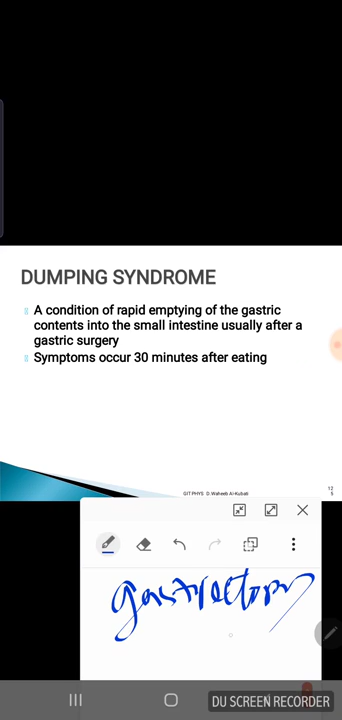 DUMPING SYNDROME
A condition of rapid emptying of the gastric
contents into the small intestine usually after a
gastric surgery
Symptoms occur 30 minutes after eating
GIT PHYS D.Waheeb Al-Kubati
12
5
gastrectomy
DU SCREEN RECORDER